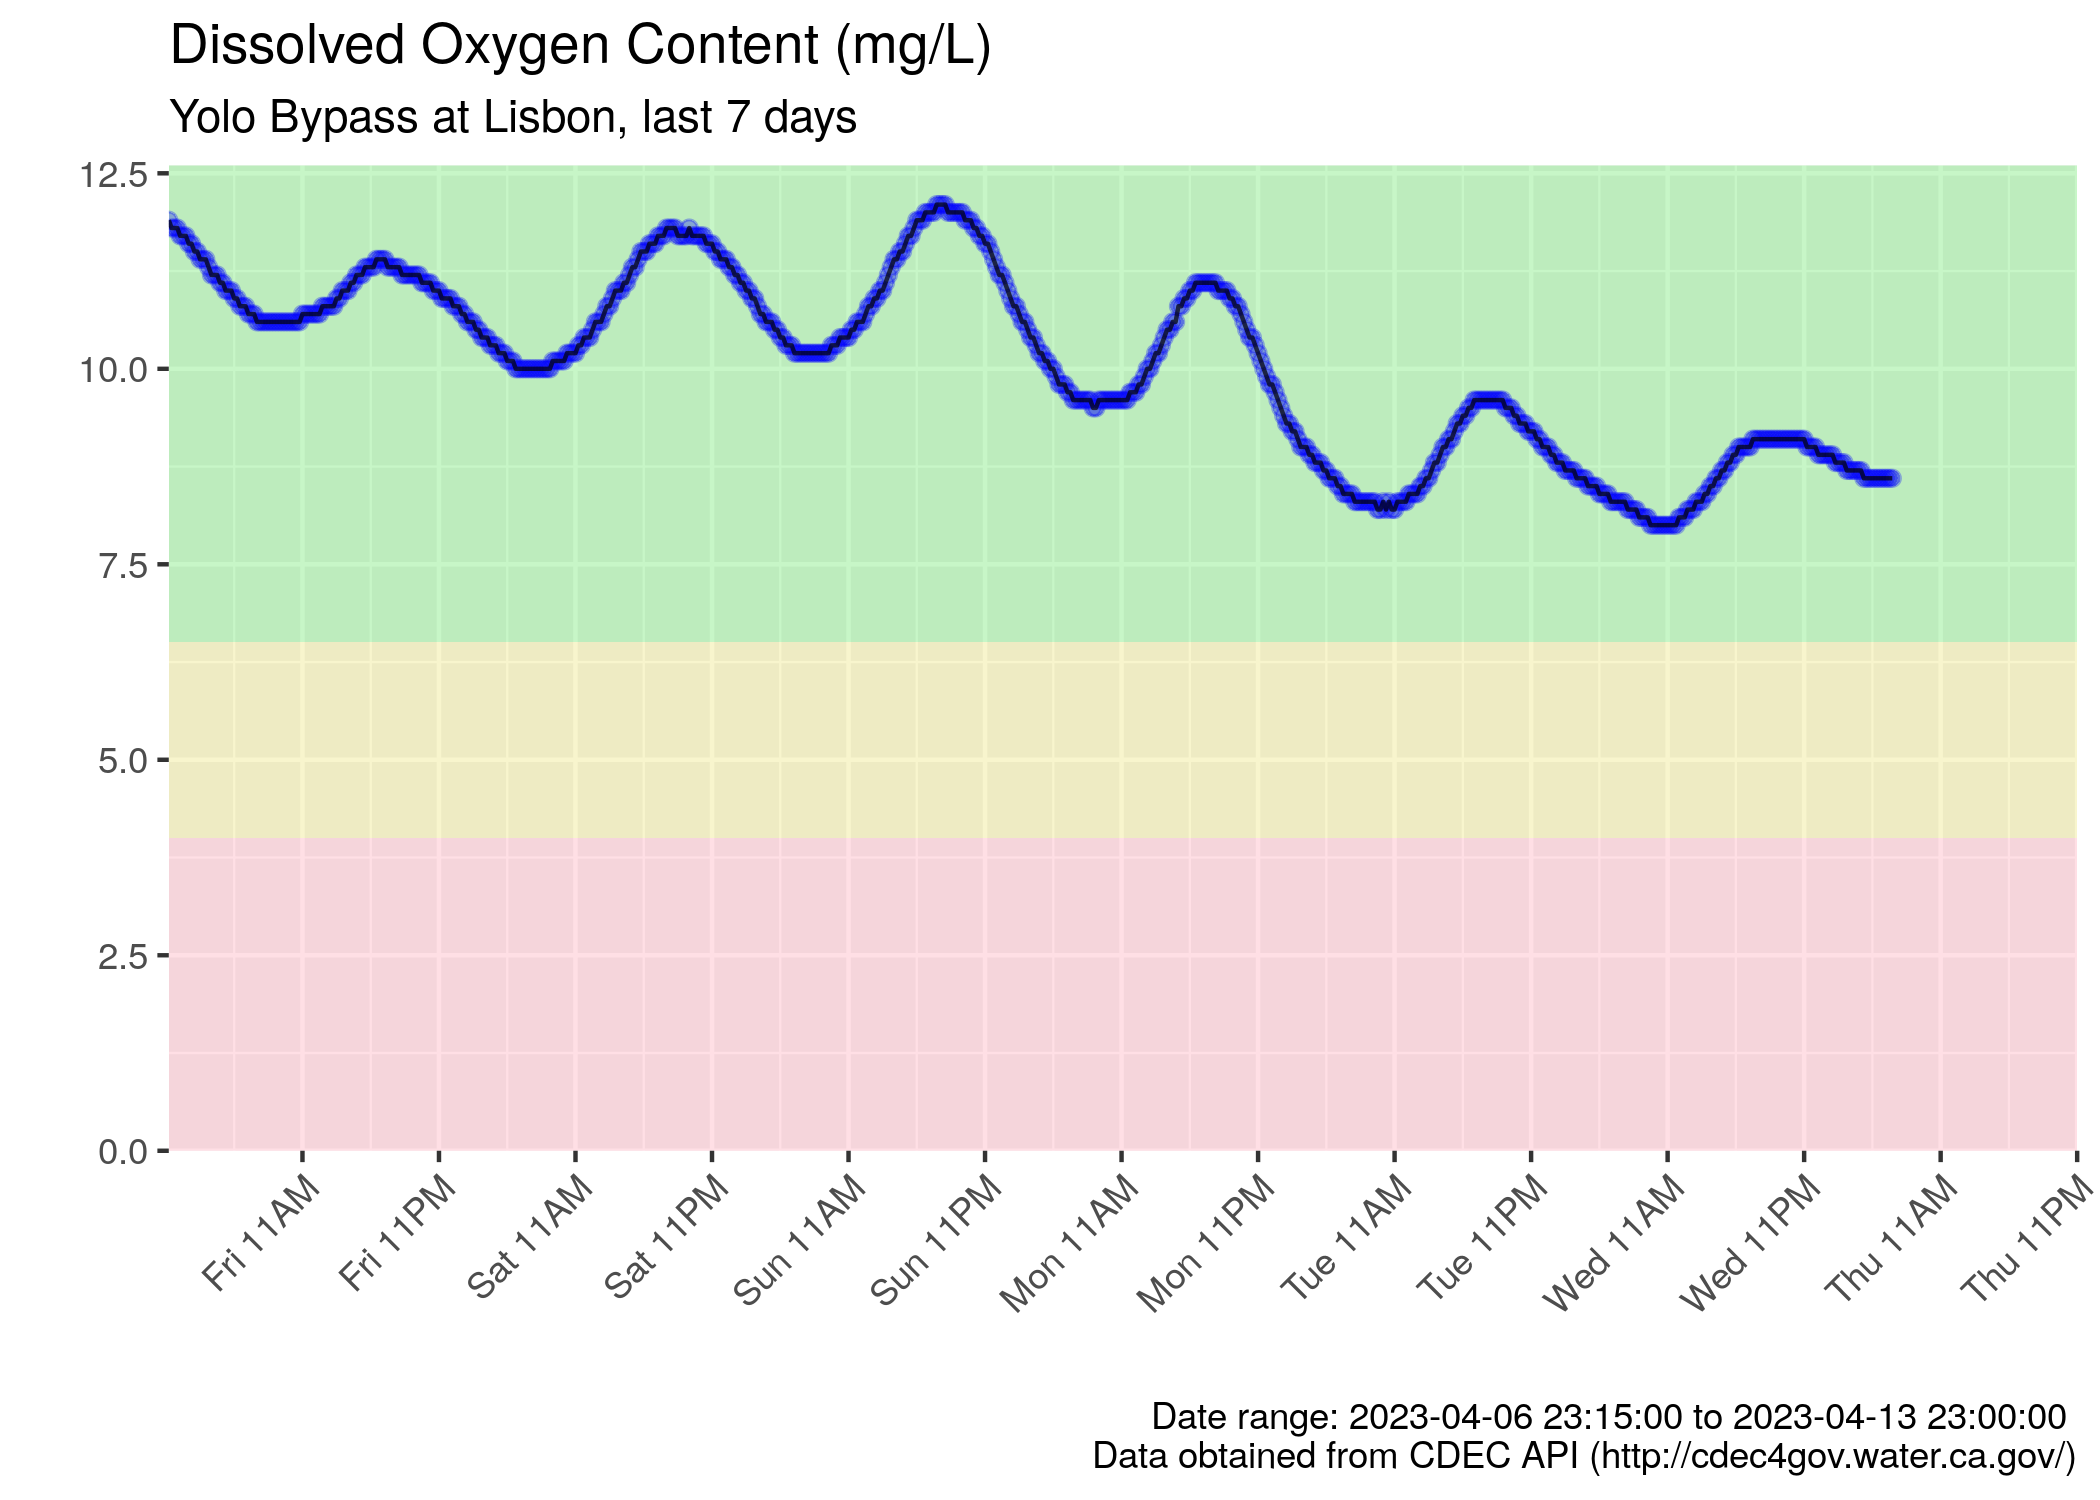 Dissolved Oxygen Content (mg/L)
Yolo Bypass at Lisbon, last 7 days
12.5
10.0
7.5
5.0
2.5
0.0
Fri 11AM
Fri 11PM
Sat 11AM
Sat 11PM
Sun 11AM
Sun 11PM
Mon 11AM
Mon 11PM
Tue 11AM
Tue 11PM
Wed 11AM
Wed 11PM
Thu 11AM
Thu 11PM
Date range: 2023-04-06 23:15:00 to 2023-04-13 23:00:00
Data obtained from CDEC API (http://cdec4gov.water.ca.gov/)